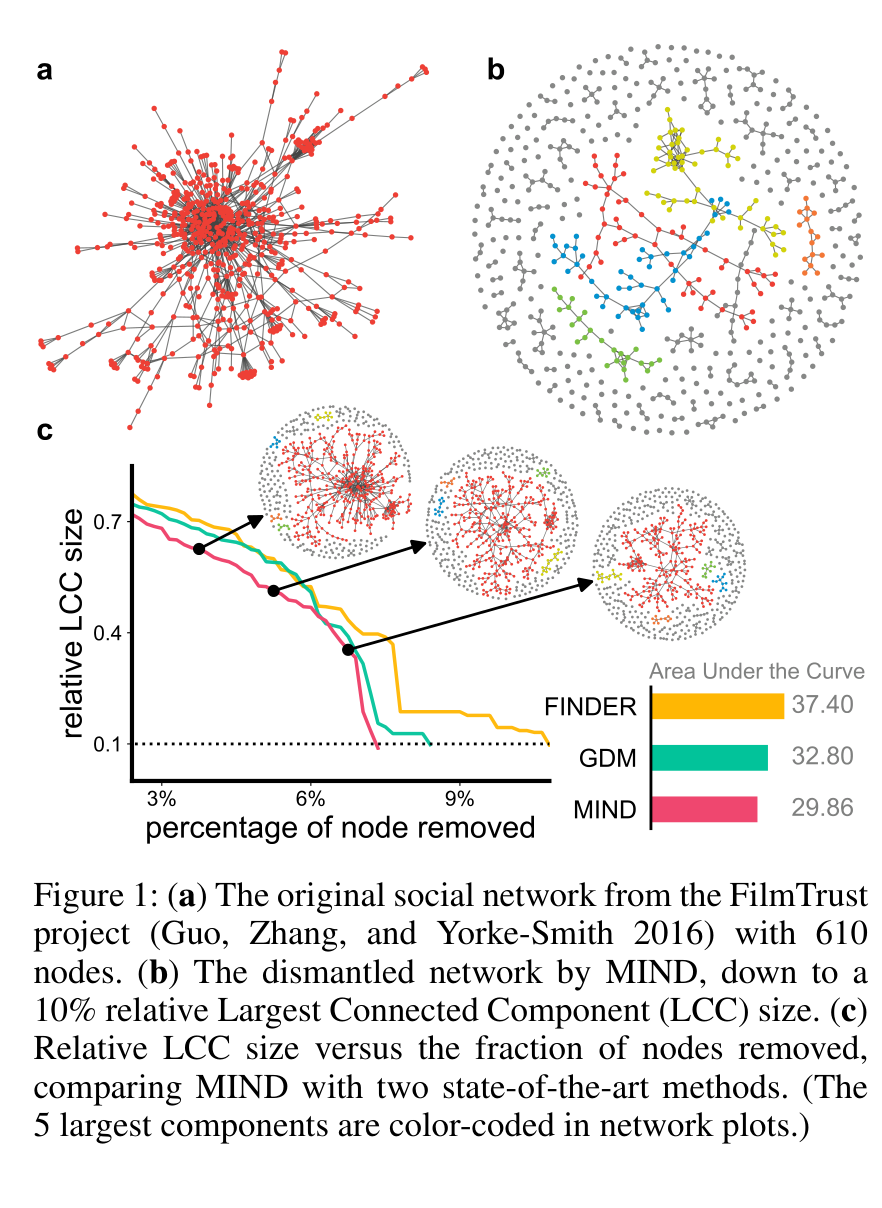 a
b
c
relative LCC size
0.7
0.4
0.1
3%
6%
9%
percentage of node removed
Area Under the Curve
FINDER
37.40
GDM
32.80
MIND
29.86
Figure 1: (a) The original social network from the FilmTrust
project (Guo, Zhang, and Yorke-Smith 2016) with 610
nodes. (b) The dismantled network by MIND, down to a
10% relative Largest Connected Component (LCC) size. (c)
Relative LCC size versus the fraction of nodes removed,
comparing MIND with two state-of-the-art methods. (The
5 largest components are color-coded in network plots.)